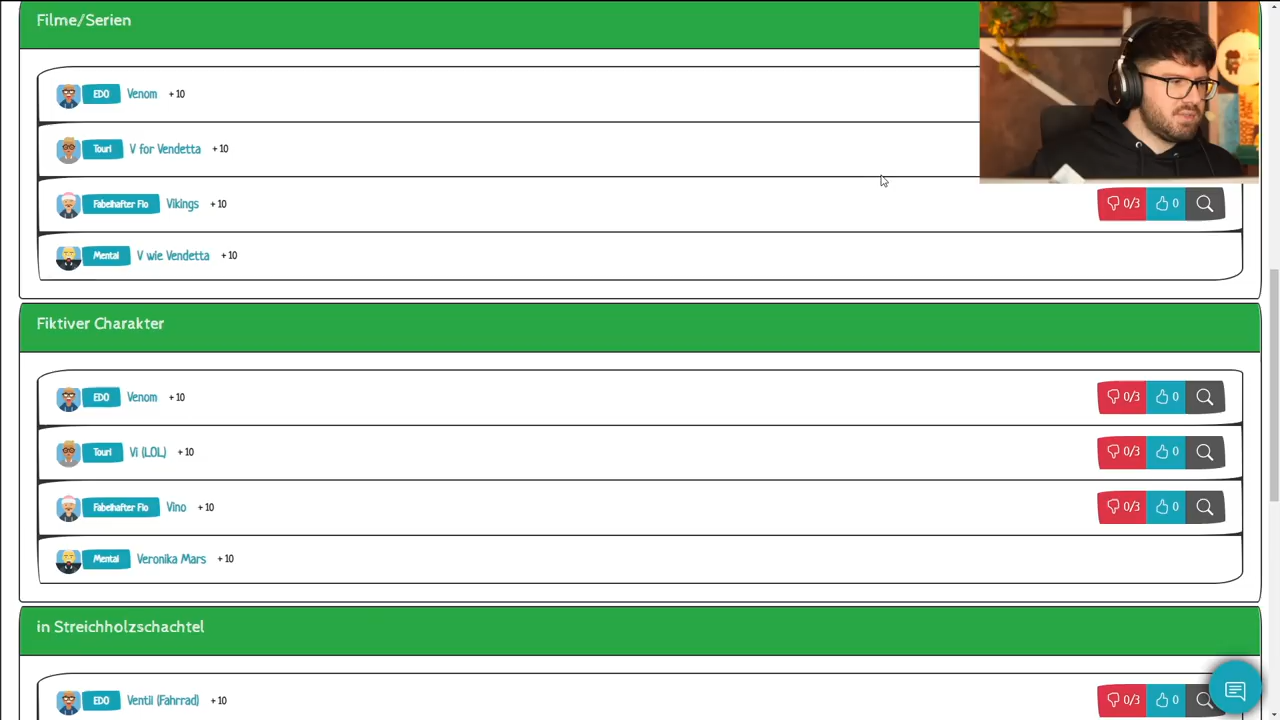 Filme/Serien
EDO Venom +10
Touri V for Vendetta +10
Fabelhafter Flo Vikings +10 0/3 0
Mental V wie Vendetta +10
Fiktiver Charakter
EDO Venom +10 0/3 0
Touri Vi (LOL) +10 0/3 0
Fabelhafter Flo Vino +10 0/3 0
Mental Veronika Mars +10
in Streichholzschachtel
EDO Ventil (Fahrrad) +10 0/3 0